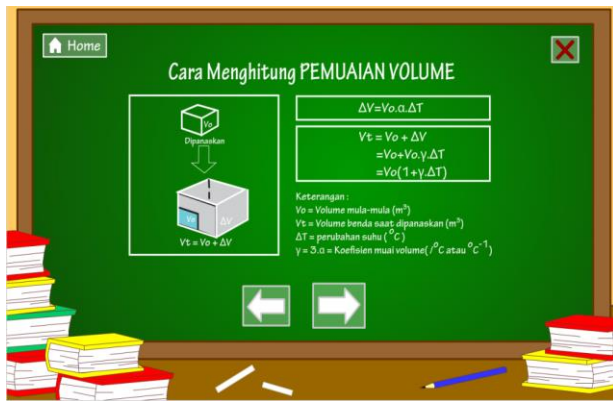 Home
Cara Menghitung PEMUAIAN VOLUME
Vo
Dipanaskan
Vo
ΔV
Vt = Vo + ΔV
ΔV=Vo.α.ΔT
Vt = Vo + ΔV
=Vo+Vo.γ.ΔT
=Vo(1+γ.ΔT)
Keterangan :
Vo = Volume mula-mula (m³)
Vt = Volume benda saat dipanaskan (m³)
ΔT = perubahan suhu (°C)
γ = 3.α = Koefisien muai volume( /°C atau °C⁻¹)